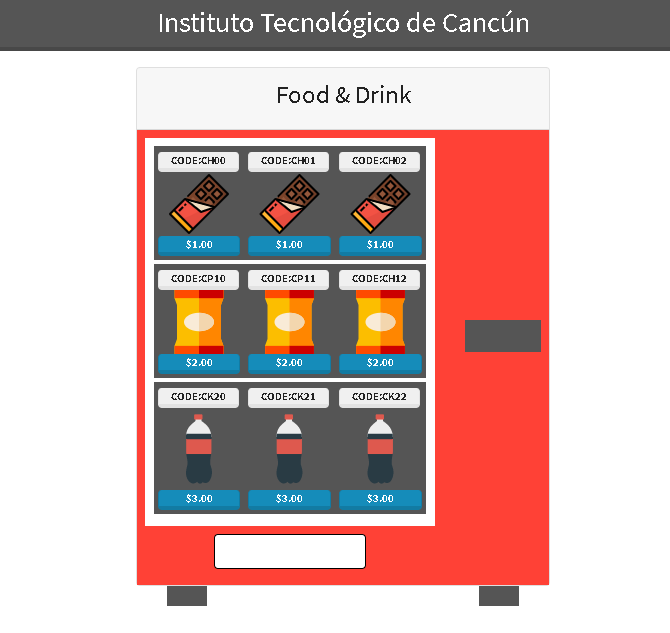 Instituto Tecnológico de Cancún
Food & Drink
CODE:CH00 CODE:CH01 CODE:CH02
$1.00 $1.00 $1.00
CODE:CP10 CODE:CP11 CODE:CH12
$2.00 $2.00 $2.00
CODE:CK20 CODE:CK21 CODE:CK22
$3.00 $3.00 $3.00